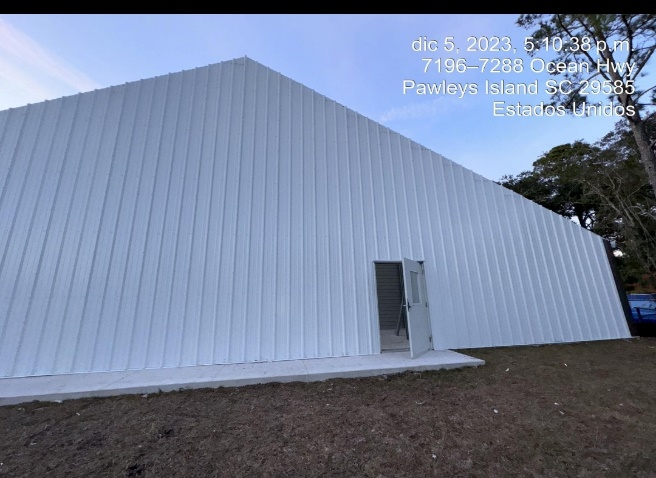 dic 5, 2023, 5:10:38 p.m.
7196–7288 Ocean Hwy
Pawleys Island SC 29585
Estados Unidos